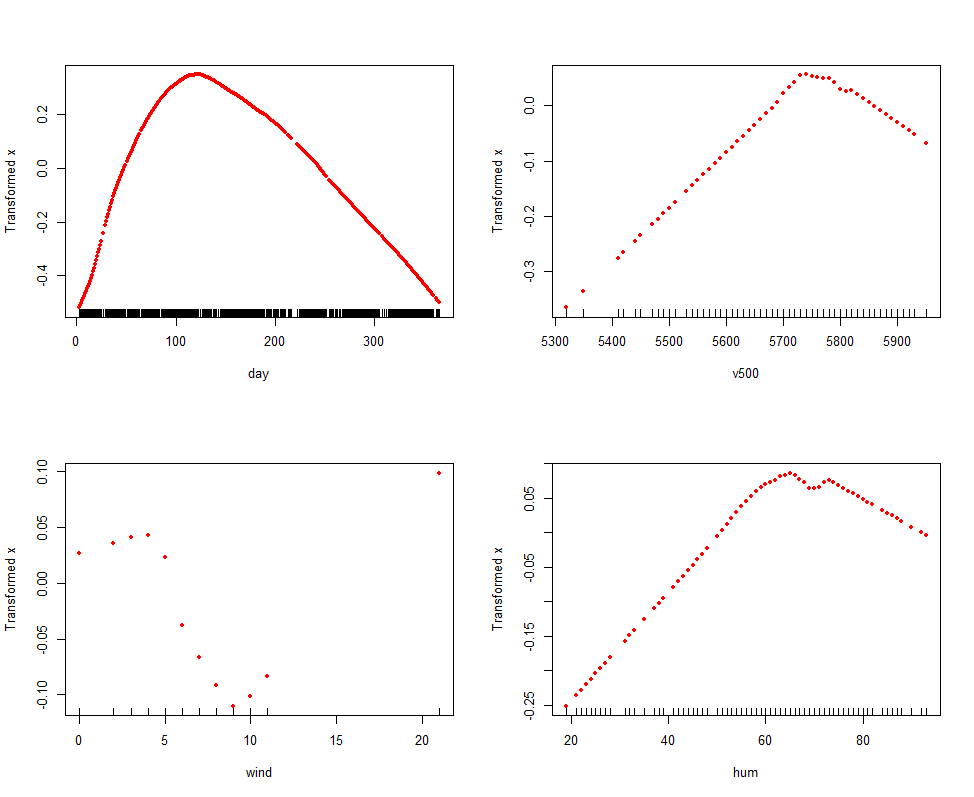 Transformed x
0.2
0.0
-0.2
-0.4
0 100 200 300
day
Transformed x
0.0
-0.1
-0.2
-0.3
5300 5400 5500 5600 5700 5800 5900
v500
Transformed x
0.10
0.05
0.00
-0.05
-0.10
0 5 10 15 20
wind
Transformed x
0.05
-0.05
-0.15
-0.25
20 40 60 80
hum